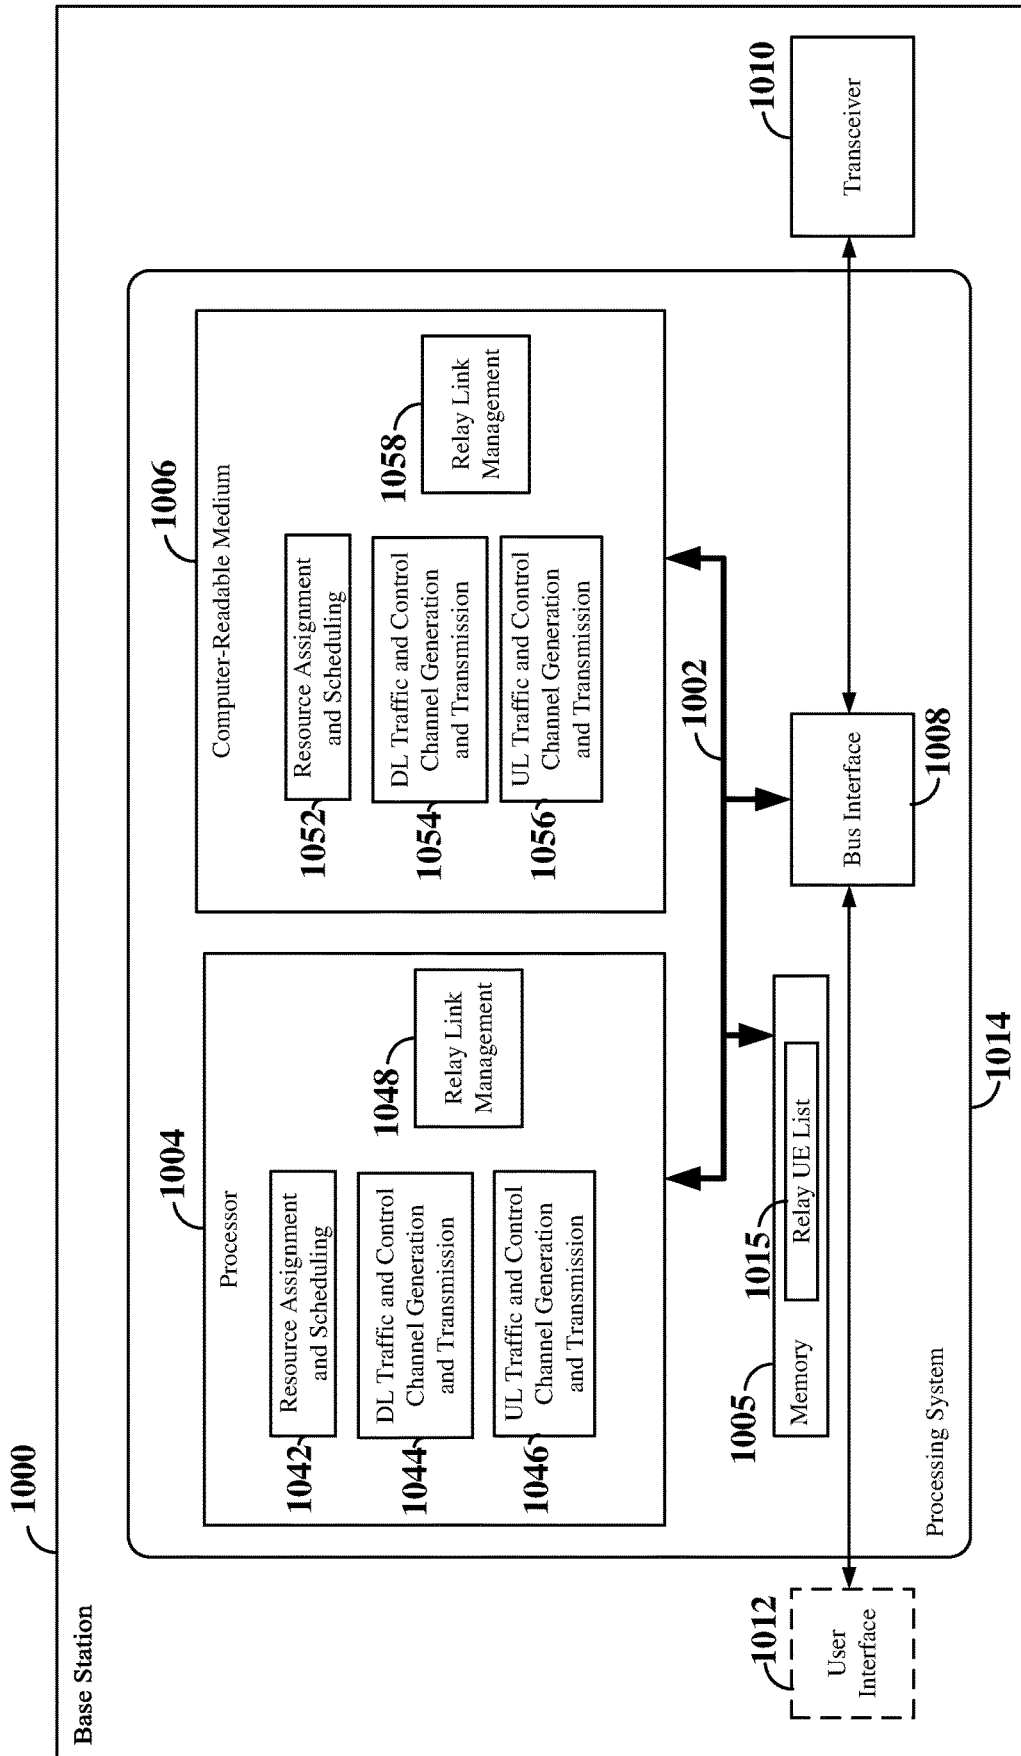 1000
Base Station
1004
Processor
1042
Resource Assignment
and Scheduling
1044
DL Traffic and Control
Channel Generation
and Transmission
1046
UL Traffic and Control
Channel Generation
and Transmission
1048
Relay Link
Management
1006
Computer-Readable Medium
1052
Resource Assignment
and Scheduling
1054
DL Traffic and Control
Channel Generation
and Transmission
1056
UL Traffic and Control
Channel Generation
and Transmission
1058
Relay Link
Management
1002
1005
Memory
1015
Relay UE List
Bus Interface
1008
1010
Transceiver
1012
User
Interface
Processing System
1014